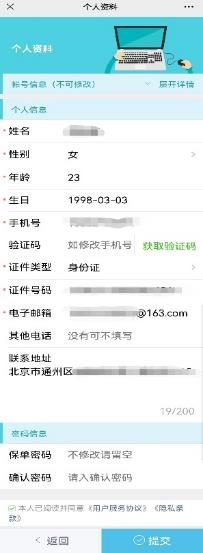 个人资料
个人资料
帐号信息（不可修改） 展开详情
个人信息
* 姓名
* 性别 女
* 年龄 23
* 生日 1998-03-03
* 手机号
验证码 如修改手机号 获取验证码
* 证件类型 身份证
* 证件号码
* 电子邮箱 @163.com
其他电话 没有可不填写
联系地址
北京市通州区
19/200
密码信息
保单密码 不修改请留空
确认密码 请入确认密码
本人已阅读并同意《用户服务协议》《隐私条
款》
返回 提交